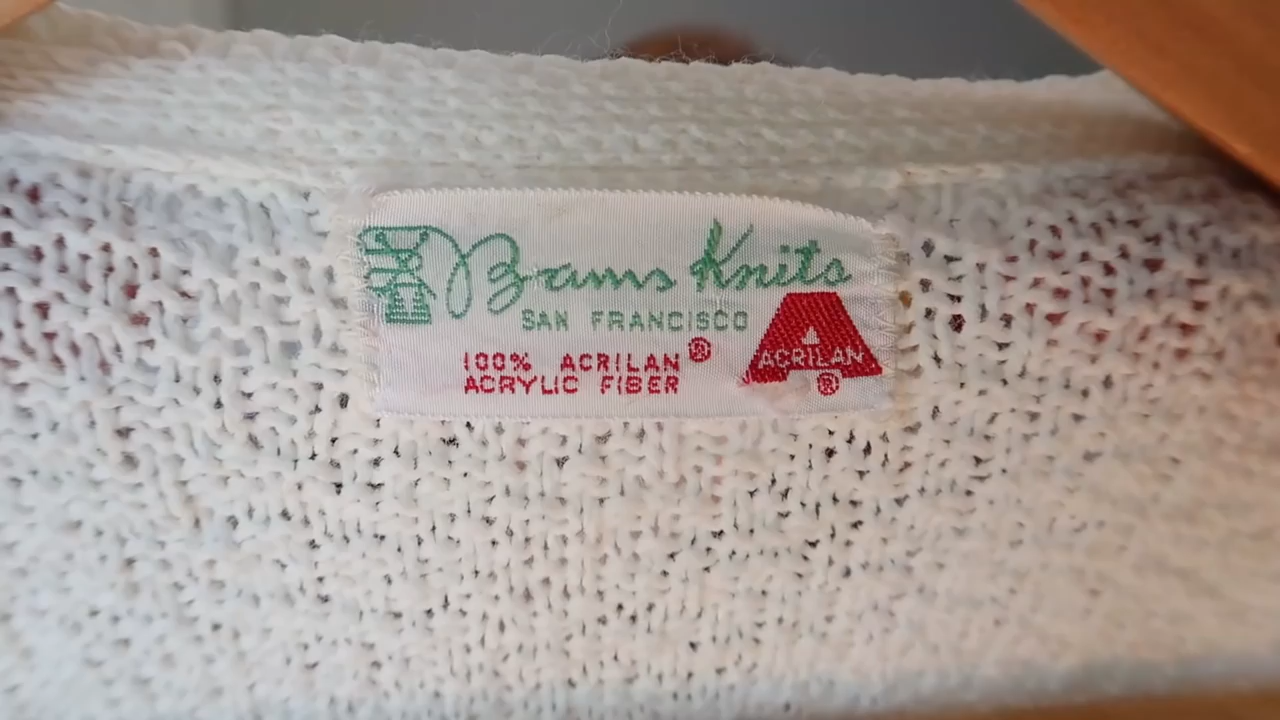 Brams Knits
SAN FRANCISCO
100% ACRILAN®
ACRYLIC FIBER
ACRILAN
®